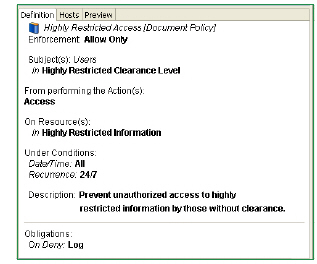 Definition Hosts Preview
Highly Restricted Access [Document Policy]
Enforcement: Allow Only
Subject(s): Users
in Highly Restricted Clearance Level
From performing the Action(s):
Access
On Resource(s):
in Highly Restricted Information
Under Conditions:
Date/Time: All
Recurrence: 24/7
Description: Prevent unauthorized access to highly
restricted information by those without clearance.
Obligations:
On Deny: Log